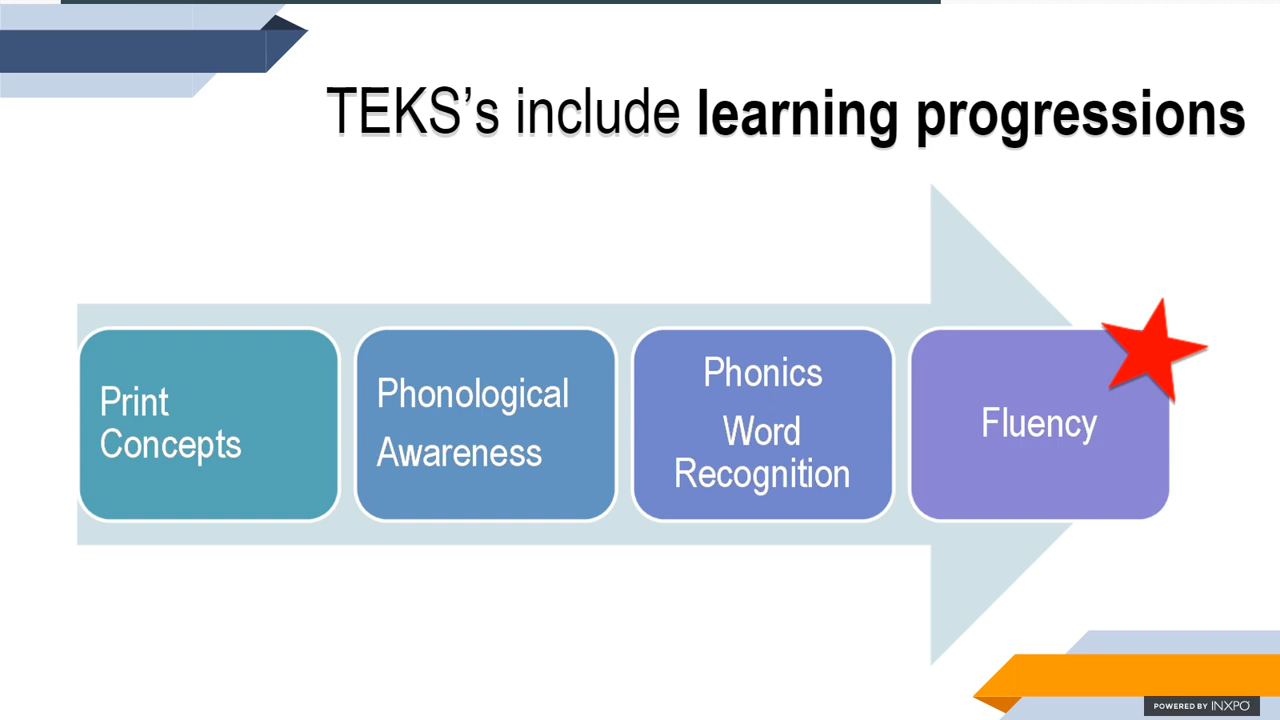 TEKS’s include learning progressions
Print
Concepts
Phonological
Awareness
Phonics
Word
Recognition
Fluency
POWERED BY INXPO